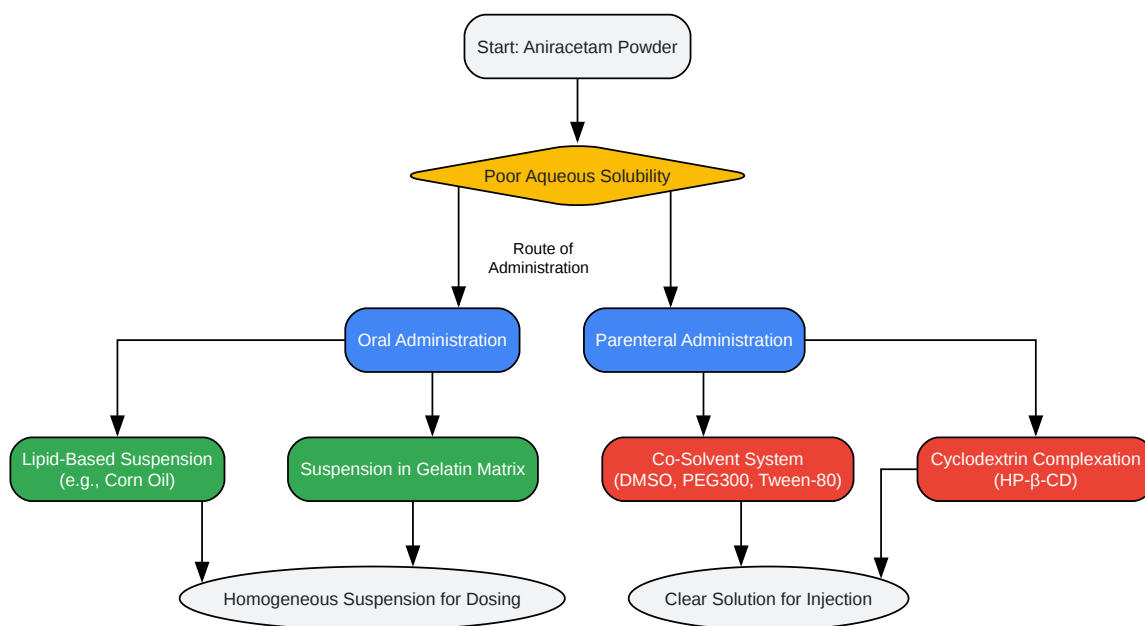 Start: Aniracetam Powder
Poor Aqueous Solubility
Route of
Administration
Oral Administration
Parenteral Administration
Lipid-Based Suspension
(e.g., Corn Oil)
Suspension in Gelatin Matrix
Co-Solvent System
(DMSO, PEG300, Tween-80)
Cyclodextrin Complexation
(HP-β-CD)
Homogeneous Suspension for Dosing
Clear Solution for Injection